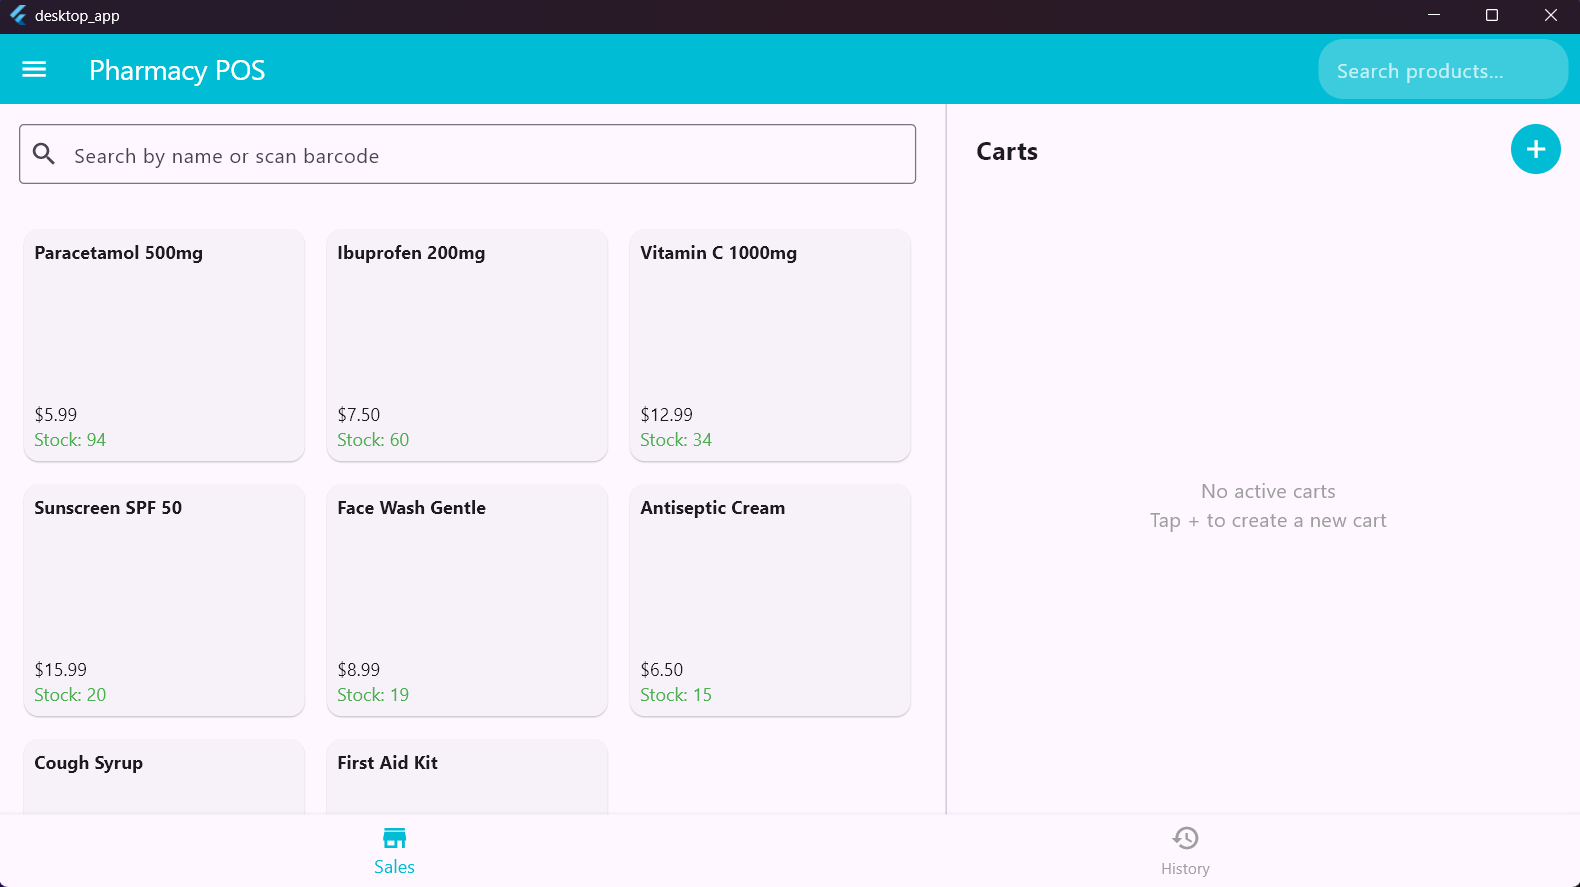 desktop_app
Pharmacy POS
Search products...
Search by name or scan barcode
Carts
Paracetamol 500mg
$5.99
Stock: 94
Ibuprofen 200mg
$7.50
Stock: 60
Vitamin C 1000mg
$12.99
Stock: 34
Sunscreen SPF 50
$15.99
Stock: 20
Face Wash Gentle
$8.99
Stock: 19
Antiseptic Cream
$6.50
Stock: 15
Cough Syrup
First Aid Kit
No active carts
Tap + to create a new cart
Sales
History